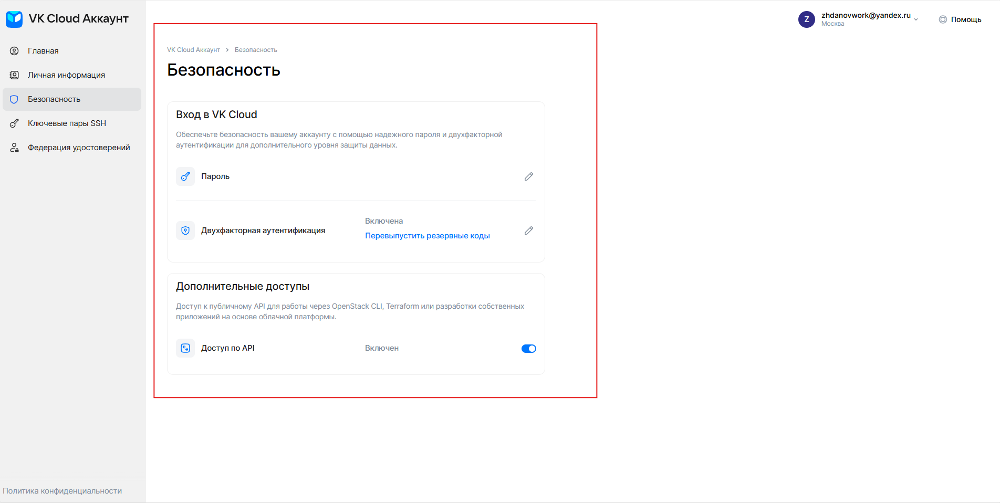 VK Cloud Аккаунт
Главная
Личная информация
Безопасность
Ключевые пары SSH
Федерация удостоверений
Политика конфиденциальности
Z
zhdanovwork@yandex.ru
Москва
Помощь
VK Cloud Аккаунт > Безопасность
Безопасность
Вход в VK Cloud
Обеспечьте безопасность вашему аккаунту с помощью надежного пароля и двухфакторной
аутентификации для дополнительного уровня защиты данных.
Пароль
Двухфакторная аутентификация
Включена
Перевыпустить резервные коды
Дополнительные доступы
Доступ к публичному API для работы через OpenStack CLI, Terraform или разработки собственных
приложений на основе облачной платформы.
Доступ по API
Включен